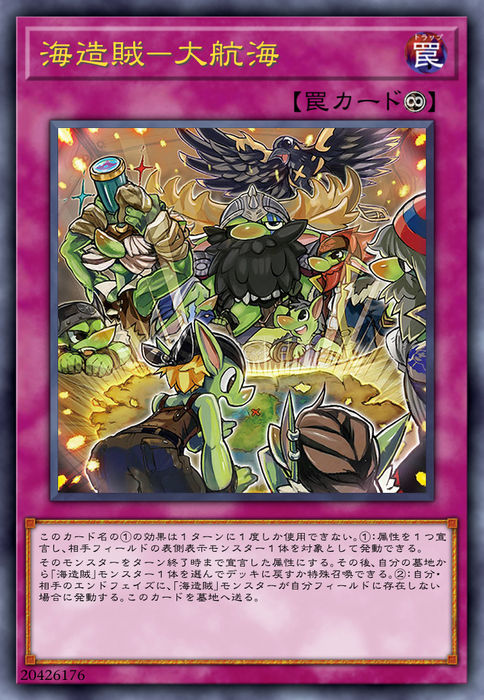 海造賊－大航海
トラップ
罠
【罠カード】
このカード名の①の効果は１ターンに１度しか使用できない。①：属性を１つ宣
言し、相手フィールドの表側表示モンスター１体を対象として発動できる。
そのモンスターをターン終了時まで宣言した属性にする。その後、自分の墓地か
ら「海造賊」モンスター１体を選んでデッキに戻すか特殊召喚できる。②：自分・
相手のエンドフェイズに、「海造賊」モンスターが自分フィールドに存在しない
場合に発動する。このカードを墓地へ送る。
20426176